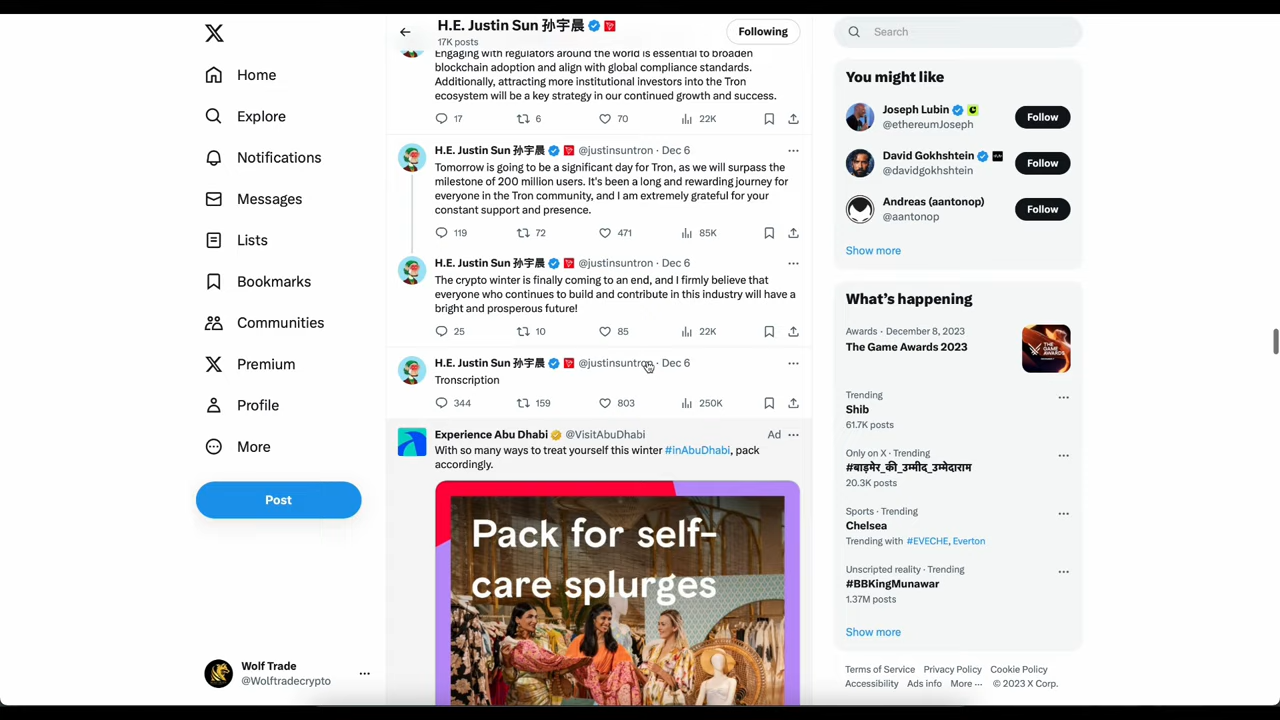 H.E. Justin Sun 孙宇晨
17K posts
Following
Search
Home
Explore
Notifications
Messages
Lists
Bookmarks
Communities
Premium
Profile
More
Post
Wolf Trade
@Wolftradecrypto
Engaging with regulators around the world is essential to broaden
blockchain adoption and align with global compliance standards.
Additionally, attracting more institutional investors into the Tron
ecosystem will be a key strategy in our continued growth and success.
17 6 70 22K
H.E. Justin Sun 孙宇晨 @justinsuntron · Dec 6
Tomorrow is going to be a significant day for Tron, as we will surpass the
milestone of 200 million users. It's been a long and rewarding journey for
everyone in the Tron community, and I am extremely grateful for your
constant support and presence.
119 72 471 85K
H.E. Justin Sun 孙宇晨 @justinsuntron · Dec 6
The crypto winter is finally coming to an end, and I firmly believe that
everyone who continues to build and contribute in this industry will have a
bright and prosperous future!
25 10 85 22K
H.E. Justin Sun 孙宇晨 @justinsuntron · Dec 6
Tronscription
344 159 803 250K
Experience Abu Dhabi @VisitAbuDhabi Ad
With so many ways to treat yourself this winter #inAbuDhabi, pack
accordingly.
Pack for self-
care splurges
You might like
Joseph Lubin
@ethereumJoseph
Follow
David Gokhshtein
@davidgokhshtein
Follow
Andreas (aantonop)
@aantonop
Follow
Show more
What's happening
Awards · December 8, 2023
The Game Awards 2023
Trending
Shib
61.7K posts
Only on X · Trending
#बाड़मेर_की_उम्मीद_उम्मेदाराम
20.3K posts
Sports · Trending
Chelsea
Trending with #EVECHE, Everton
Unscripted reality · Trending
#BBKingMunawar
1.37M posts
Show more
Terms of Service Privacy Policy Cookie Policy
Accessibility Ads info More ··· © 2023 X Corp.